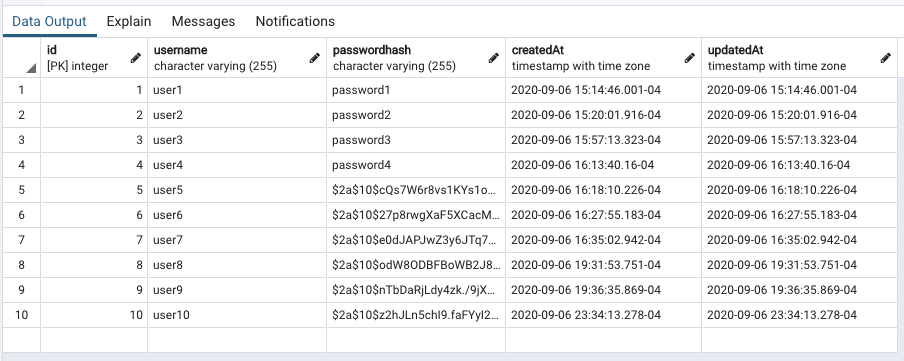 Data Output Explain Messages Notifications
id username passwordhash createdAt updatedAt
[PK] integer character varying (255) character varying (255) timestamp with time zone timestamp with time zone
1 1 user1 password1 2020-09-06 15:14:46.001-04 2020-09-06 15:14:46.001-04
2 2 user2 password2 2020-09-06 15:20:01.916-04 2020-09-06 15:20:01.916-04
3 3 user3 password3 2020-09-06 15:57:13.323-04 2020-09-06 15:57:13.323-04
4 4 user4 password4 2020-09-06 16:13:40.16-04 2020-09-06 16:13:40.16-04
5 5 user5 $2a$10$cQs7W6r8vs1KYs1o... 2020-09-06 16:18:10.226-04 2020-09-06 16:18:10.226-04
6 6 user6 $2a$10$27p8rwgXaF5XCacM... 2020-09-06 16:27:55.183-04 2020-09-06 16:27:55.183-04
7 7 user7 $2a$10$e0dJAPJwZ3y6JTq7... 2020-09-06 16:35:02.942-04 2020-09-06 16:35:02.942-04
8 8 user8 $2a$10$odW8ODBFBoWB2J8... 2020-09-06 19:31:53.751-04 2020-09-06 19:31:53.751-04
9 9 user9 $2a$10$nTbDaRjLdy4zk./9jX... 2020-09-06 19:36:35.869-04 2020-09-06 19:36:35.869-04
10 10 user10 $2a$10$z2hJLn5chI9.faFYyI2... 2020-09-06 23:34:13.278-04 2020-09-06 23:34:13.278-04